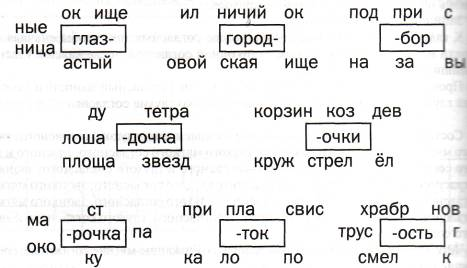 ок ище ил ничий ок под при с
ные
глаз- город- -бор
ница
астый овой ская ище на за вы
ду тетра корзин коз дев
лоша -дочка -очки
площа звезд круж стрел ёл
ст при пла свис храбр нов
ма
-рочка па -ток трус -ость г
око
ку ка ло по смел к